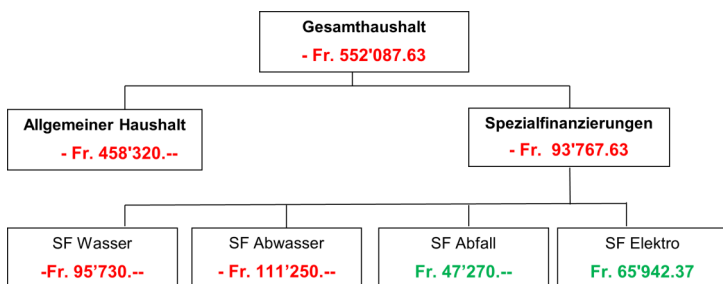 Gesamthaushalt
- Fr. 552'087.63
Allgemeiner Haushalt
- Fr. 458'320.--
Spezialfinanzierungen
- Fr. 93'767.63
SF Wasser
-Fr. 95’730.--
SF Abwasser
- Fr. 111’250.--
SF Abfall
Fr. 47’270.--
SF Elektro
Fr. 65'942.37